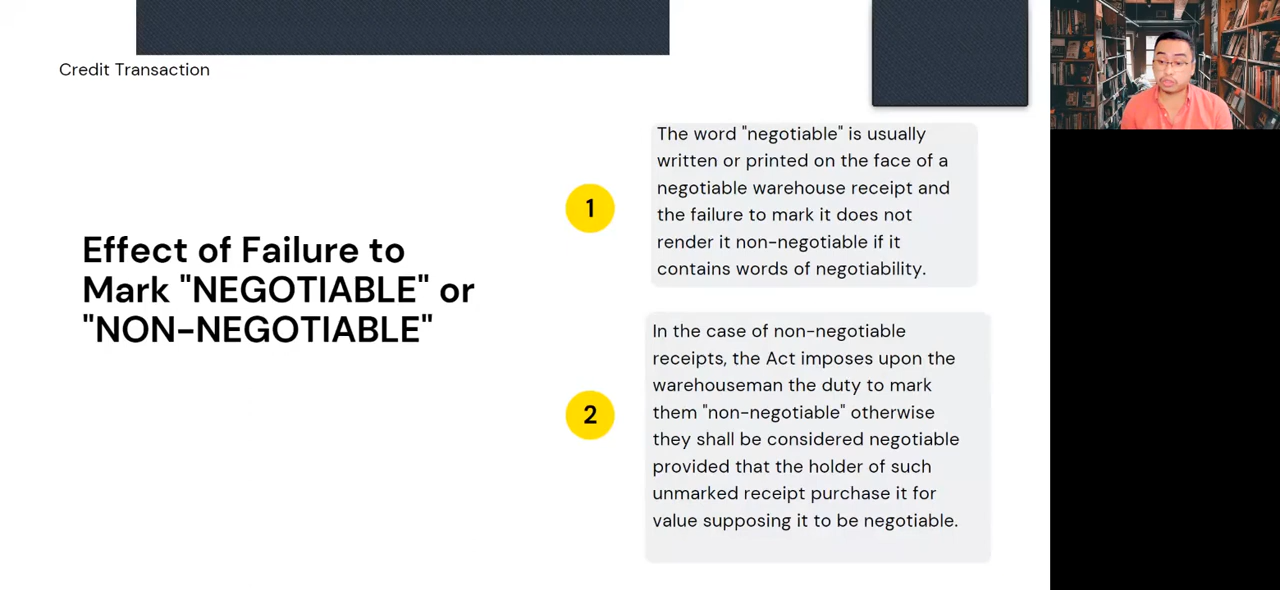 Credit Transaction
Effect of Failure to
Mark "NEGOTIABLE" or
"NON-NEGOTIABLE"
1
The word "negotiable" is usually
written or printed on the face of a
negotiable warehouse receipt and
the failure to mark it does not
render it non-negotiable if it
contains words of negotiability.
2
In the case of non-negotiable
receipts, the Act imposes upon the
warehouseman the duty to mark
them "non-negotiable" otherwise
they shall be considered negotiable
provided that the holder of such
unmarked receipt purchase it for
value supposing it to be negotiable.